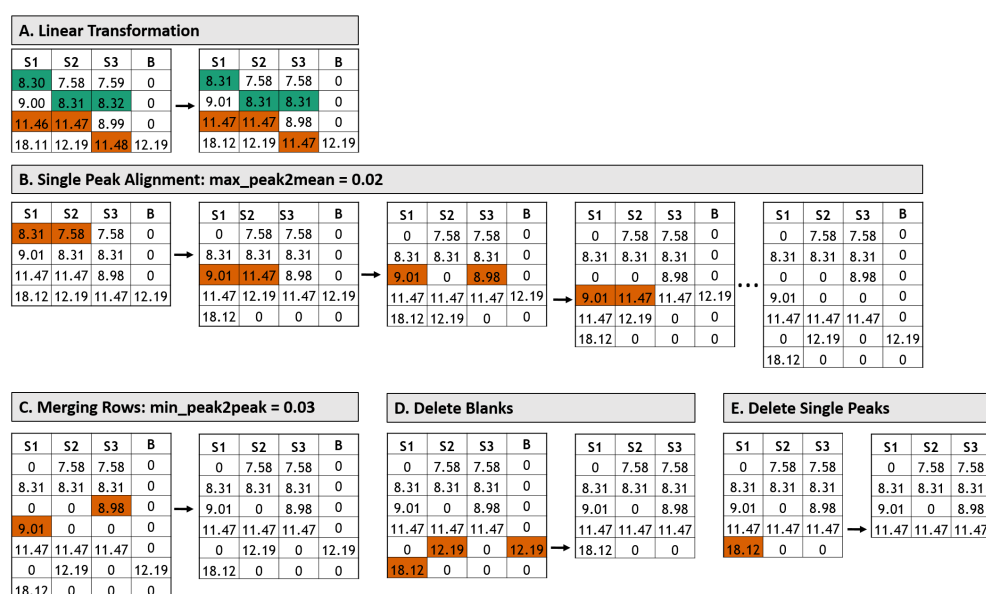 A. Linear Transformation
S1 S2 S3 B S1 S2 S3 B
8.30 7.58 7.59 0 8.31 7.58 7.58 0
9.00 8.31 8.32 0 9.01 8.31 8.31 0
11.46 11.47 8.99 0 11.47 11.47 8.98 0
18.11 12.19 11.48 12.19 18.12 12.19 11.47 12.19
B. Single Peak Alignment: max_peak2mean = 0.02
S1 S2 S3 B S1 S2 S3 B S1 S2 S3 B S1 S2 S3 B S1 S2 S3 B
8.31 7.58 7.58 0 0 7.58 7.58 0 0 7.58 7.58 0 0 7.58 7.58 0 0 7.58 7.58 0
9.01 8.31 8.31 0 8.31 8.31 8.31 0 8.31 8.31 8.31 0 8.31 8.31 8.31 0 8.31 8.31 8.31 0
11.47 11.47 8.98 0 9.01 11.47 8.98 0 9.01 0 8.98 0 0 0 8.98 0 0 0 8.98 0
18.12 12.19 11.47 12.19 11.47 12.19 11.47 12.19 11.47 11.47 11.47 12.19 9.01 11.47 11.47 12.19 9.01 0 0 0
18.12 0 0 0 18.12 12.19 0 0 11.47 12.19 0 0 11.47 11.47 11.47 0
18.12 0 0 0 0 12.19 0 12.19
18.12 0 0 0
C. Merging Rows: min_peak2peak = 0.03 D. Delete Blanks E. Delete Single Peaks
S1 S2 S3 B S1 S2 S3 B S1 S2 S3 B S1 S2 S3 S1 S2 S3 S1 S2 S3
0 7.58 7.58 0 0 7.58 7.58 0 0 7.58 7.58 0 0 7.58 7.58 0 7.58 7.58 0 7.58 7.58
8.31 8.31 8.31 0 8.31 8.31 8.31 0 8.31 8.31 8.31 0 8.31 8.31 8.31 8.31 8.31 8.31 8.31 8.31 8.31
0 0 8.98 0 9.01 0 8.98 0 9.01 0 8.98 0 9.01 0 8.98 9.01 0 8.98 9.01 0 8.98
9.01 0 0 0 11.47 11.47 11.47 0 11.47 11.47 11.47 0 11.47 11.47 11.47 11.47 11.47 11.47 11.47 11.47 11.47
11.47 11.47 11.47 0 0 12.19 0 12.19 0 12.19 0 12.19 18.12 0 0 18.12 0 0
0 12.19 0 12.19 18.12 0 0 0 18.12 0 0 0
18.12 0 0 0